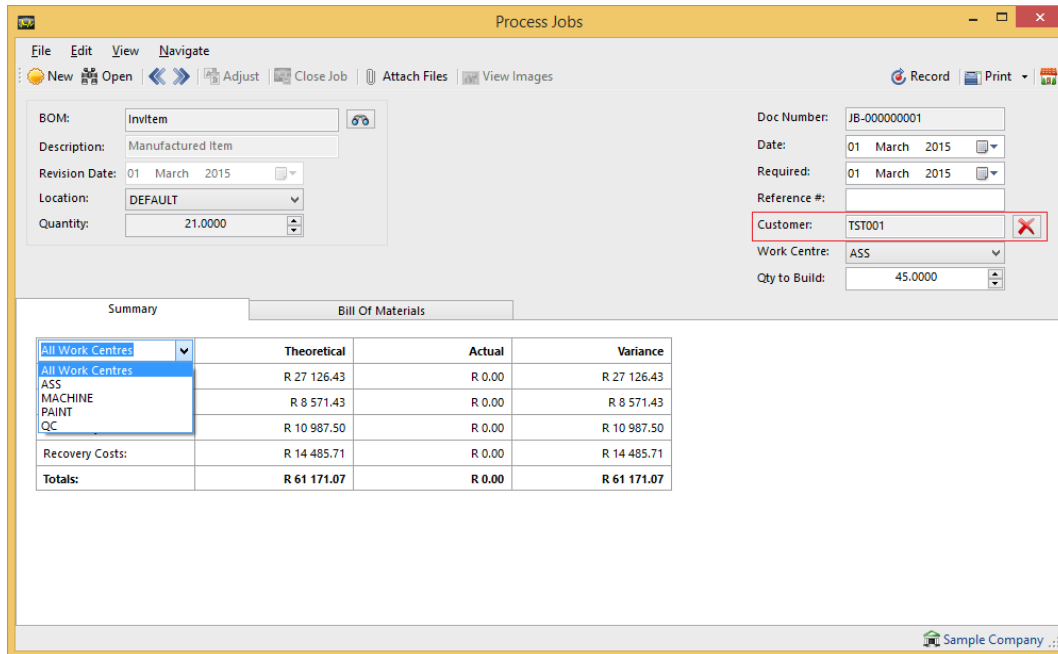 Process Jobs
File Edit View Navigate
New Open Adjust Close Job Attach Files View Images Record Print
BOM: InvItem
Description: Manufactured Item
Revision Date: 01 March 2015
Location: DEFAULT
Quantity: 21.0000
Doc Number: JB-000000001
Date: 01 March 2015
Required: 01 March 2015
Reference #:
Customer: TST001
Work Centre: ASS
Qty to Build: 45.0000
Summary Bill Of Materials
All Work Centres Theoretical Actual Variance
All Work Centres
ASS
MACHINE
PAINT
QC
R 27 126.43 R 0.00 R 27 126.43
R 8 571.43 R 0.00 R 8 571.43
R 10 987.50 R 0.00 R 10 987.50
Recovery Costs: R 14 485.71 R 0.00 R 14 485.71
Totals: R 61 171.07 R 0.00 R 61 171.07
Sample Company